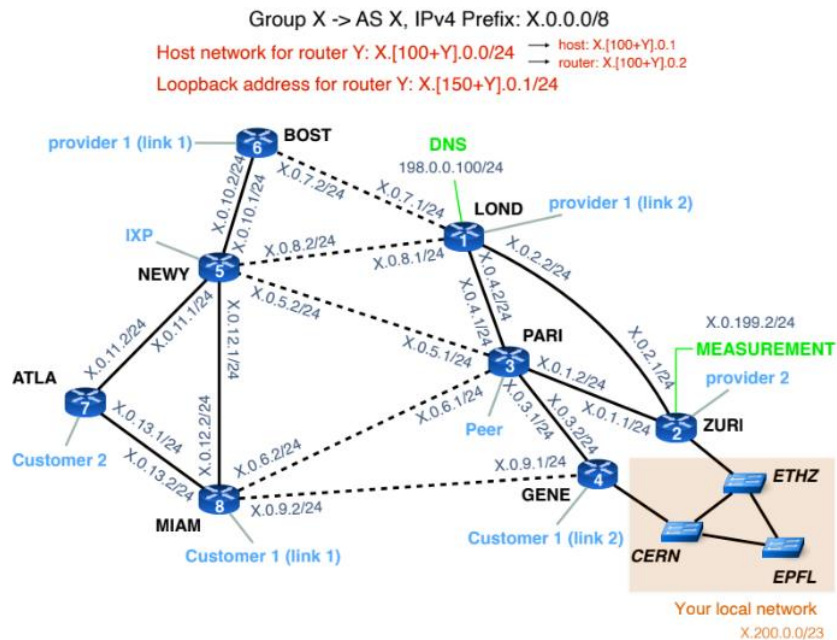 Group X -> AS X, IPv4 Prefix: X.0.0.0/8
Host network for router Y: X.[100+Y].0.0/24
host: X.[100+Y].0.1
router: X.[100+Y].0.2
Loopback address for router Y: X.[150+Y].0.1/24
provider 1 (link 1)
6
BOST
DNS
198.0.0.100/24
X.0.10.2/24
X.0.10.1/24
X.0.7.2/24
X.0.7.1/24
LOND
provider 1 (link 2)
1
IXP
NEWY
5
X.0.8.2/24
X.0.8.1/24
X.0.2.2/24
X.0.4.2/24
X.0.4.1/24
X.0.5.2/24
X.0.5.1/24
X.0.11.2/24
X.0.11.1/24
X.0.12.1/24
PARI
3
X.0.2.1/24
X.0.199.2/24
MEASUREMENT
provider 2
ATLA
7
X.0.1.2/24
X.0.1.1/24
2
ZURI
X.0.6.1/24
Peer
X.0.3.1/24
X.0.3.2/24
Customer 2
X.0.13.1/24
X.0.13.2/24
X.0.12.2/24
X.0.6.2/24
X.0.9.1/24
4
GENE
ETHZ
8
MIAM
X.0.9.2/24
Customer 1 (link 1)
Customer 1 (link 2)
CERN
EPFL
Your local network
X.200.0.0/23